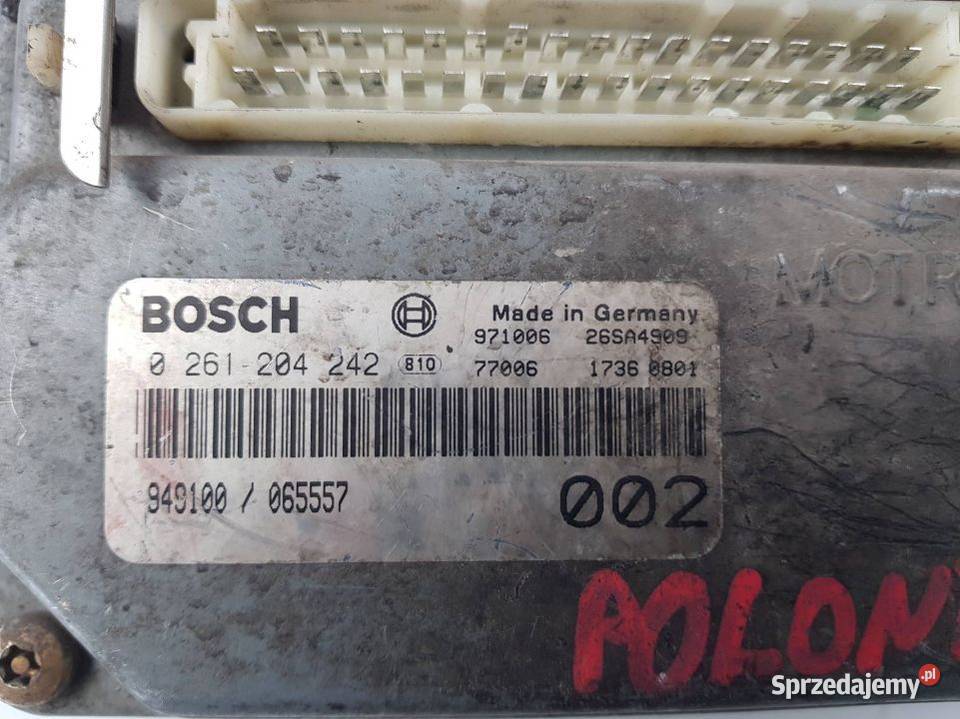 MOTR
BOSCH
Made in Germany
971006 26SA4909
0 261 204 242 810
77006 1736 0801
949100 / 065557
002
POLON
Sprzedajemy.pl